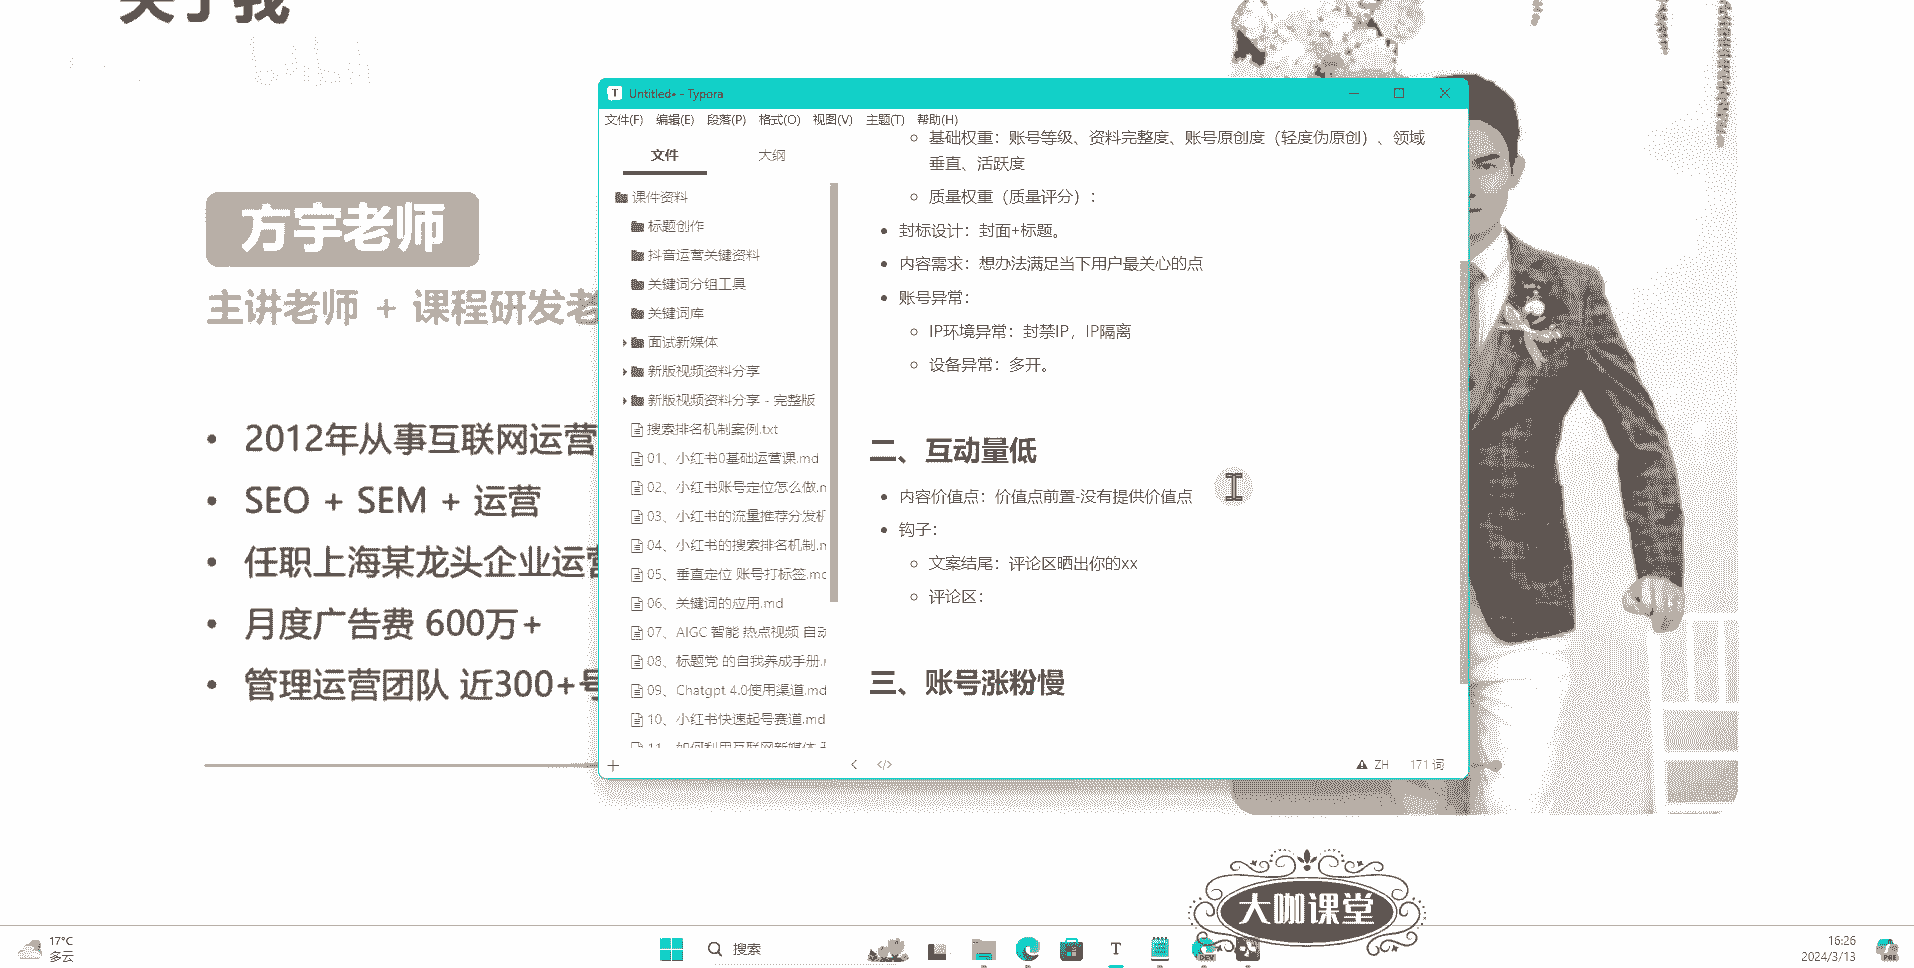 关于我
方宇老师
主讲老师 + 课程研发老
• 2012年从事互联网运营
• SEO + SEM + 运营
• 任职上海某龙头企业运营
• 月度广告费 600万+
• 管理运营团队 近300+号
Untitled• - Typora
文件(F) 编辑(E) 段落(P) 格式(O) 视图(V) 主题(T) 帮助(H)
文件 大纲
课件资料
标题创作
抖音运营关键资料
关键词分组工具
关键词库
面试新媒体
新版视频资料分享
新版视频资料分享 - 完整版
搜索排名机制案例.txt
01、小红书0基础运营课.md
02、小红书账号定位怎么做.m
03、小红书的流量推荐分发机
04、小红书的搜索排名机制.m
05、垂直定位 账号打标签.md
06、关键词的应用.md
07、AIGC 智能 热点视频 自动
08、标题党 的自我养成手册.r
09、Chatgpt 4.0使用渠道.md
10、小红书快速起号赛道.md
11、如何利用互联网新媒体
基础权重：账号等级、资料完整度、账号原创度（轻度伪原创）、领域
垂直、活跃度
质量权重（质量评分）：
• 封标设计：封面+标题。
• 内容需求：想办法满足当下用户最关心的点
• 账号异常：
IP环境异常：封禁IP，IP隔离
设备异常：多开。
二、互动量低
• 内容价值点：价值点前置-没有提供价值点
• 钩子：
文案结尾：评论区晒出你的xx
评论区：
三、账号涨粉慢
ZH 171 词
大咖课堂
17°C
多云
搜索
16:26
2024/3/13